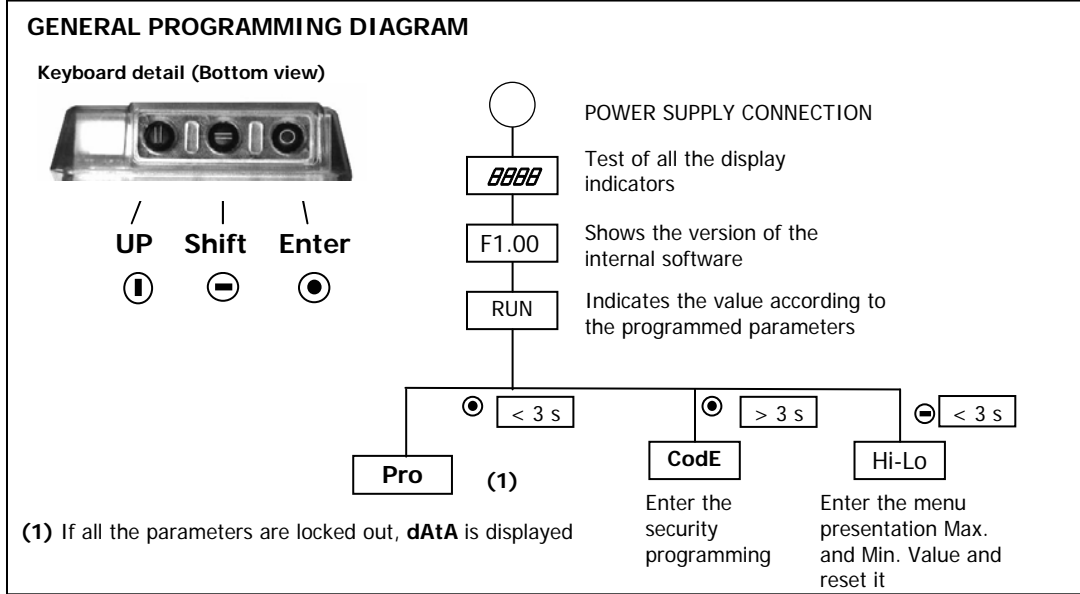 GENERAL PROGRAMMING DIAGRAM
Keyboard detail (Bottom view)
UP Shift Enter
POWER SUPPLY CONNECTION
8888
Test of all the display
indicators
F1.00
Shows the version of the
internal software
RUN
Indicates the value according to
the programmed parameters
< 3 s
> 3 s
< 3 s
Pro
(1)
CodE
Hi-Lo
(1) If all the parameters are locked out, dAtA is displayed
Enter the
security
programming
Enter the menu
presentation Max.
and Min. Value and
reset it